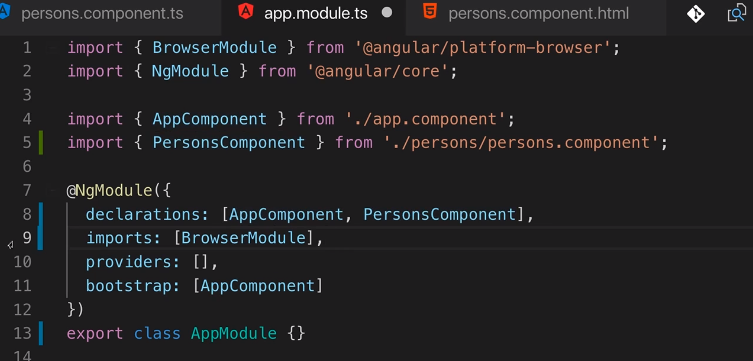 persons.component.ts app.module.ts persons.component.html
1 import { BrowserModule } from '@angular/platform-browser';
2 import { NgModule } from '@angular/core';
3
4 import { AppComponent } from './app.component';
5 import { PersonsComponent } from './persons/persons.component';
6
7 @NgModule({
8 declarations: [AppComponent, PersonsComponent],
9 imports: [BrowserModule],
10 providers: [],
11 bootstrap: [AppComponent]
12 })
13 export class AppModule {}
14